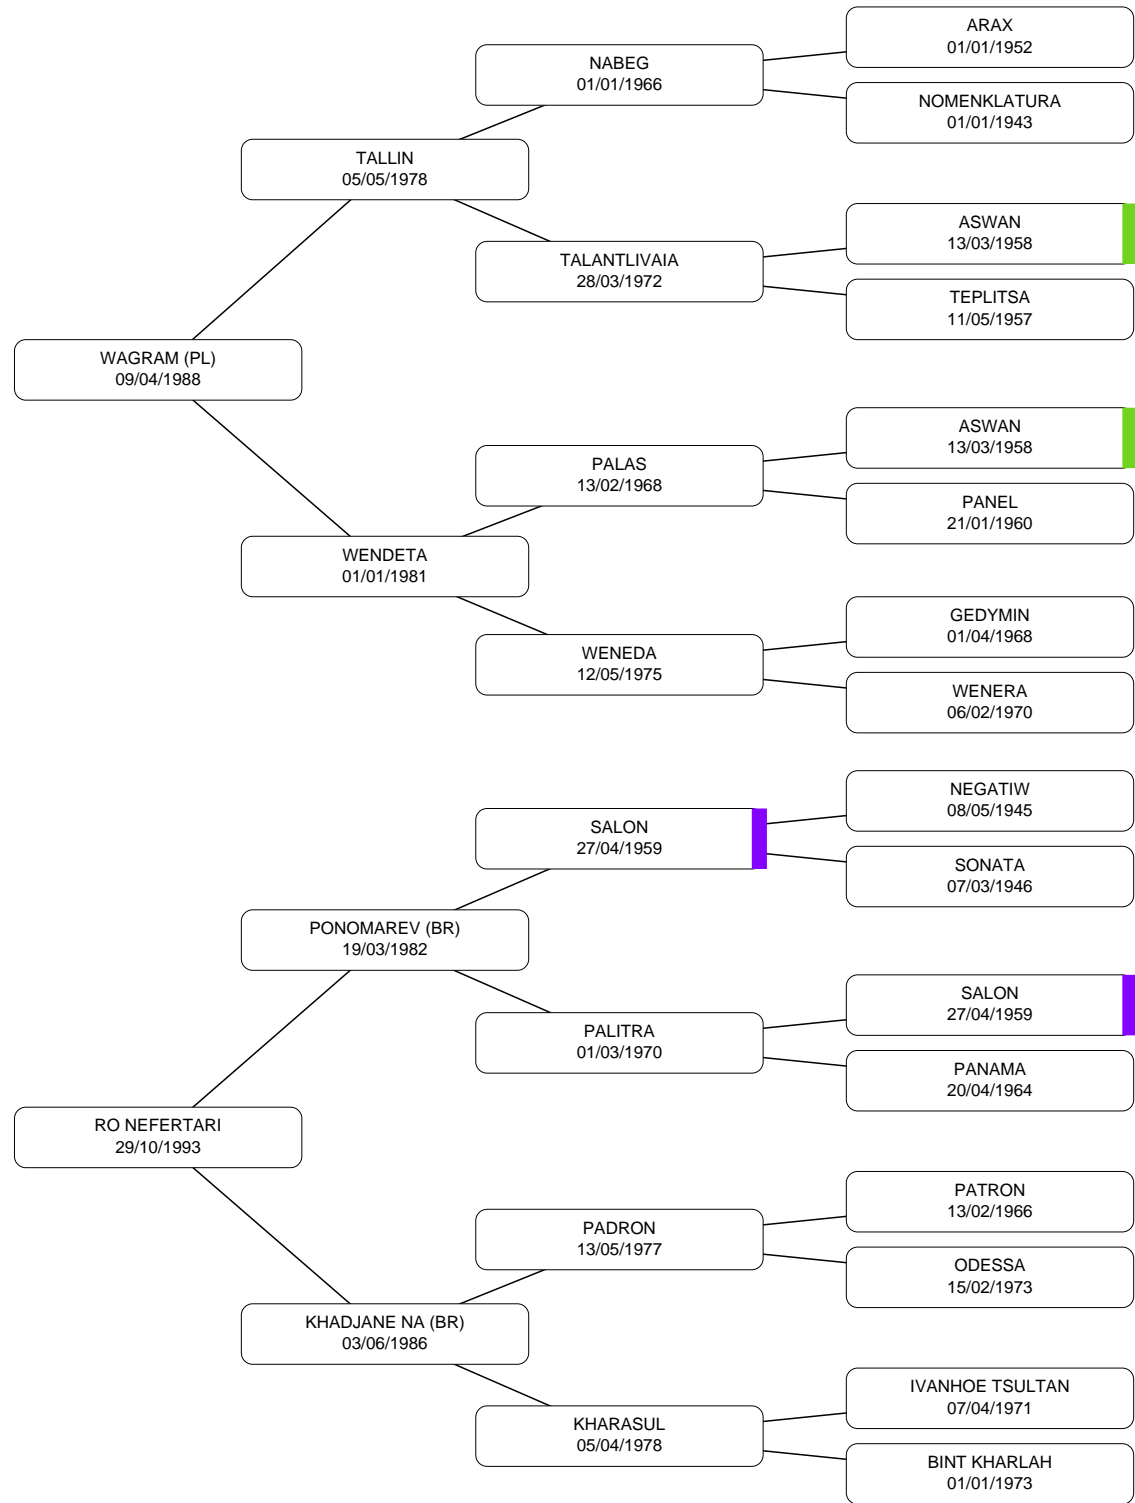 ARAX
01/01/1952
NABEG
01/01/1966
NOMENKLATURA
01/01/1943
TALLIN
05/05/1978
ASWAN
13/03/1958
TALANTLIVAIA
28/03/1972
TEPLITSA
11/05/1957
WAGRAM (PL)
09/04/1988
ASWAN
13/03/1958
PALAS
13/02/1968
PANEL
21/01/1960
WENDETA
01/01/1981
GEDYMIN
01/04/1968
WENEDA
12/05/1975
WENERA
06/02/1970
NEGATIW
08/05/1945
SALON
27/04/1959
SONATA
07/03/1946
PONOMAREV (BR)
19/03/1982
SALON
27/04/1959
PALITRA
01/03/1970
PANAMA
20/04/1964
RO NEFERTARI
29/10/1993
PATRON
13/02/1966
PADRON
13/05/1977
ODESSA
15/02/1973
KHADJANE NA (BR)
03/06/1986
IVANHOE TSULTAN
07/04/1971
KHARASUL
05/04/1978
BINT KHARLAH
01/01/1973